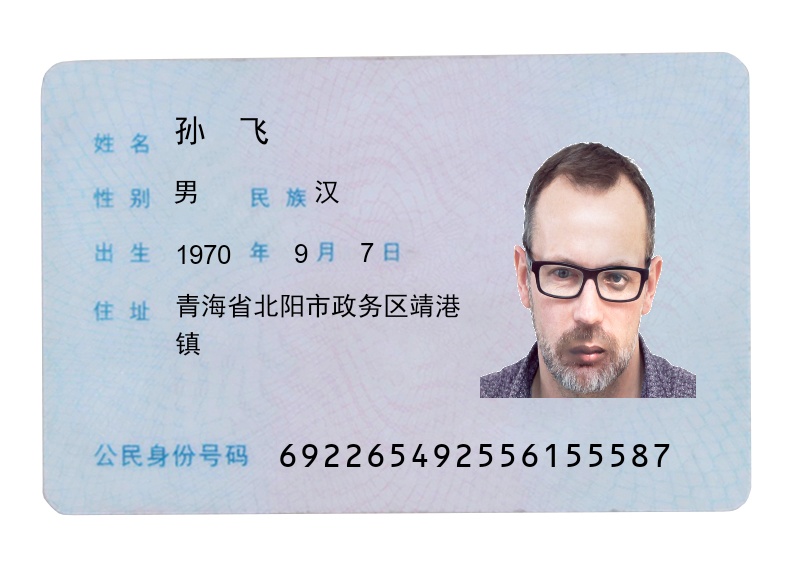 姓名 孙 飞
性别 男 民族 汉
出生 1970 年 9 月 7 日
住址 青海省北阳市政务区靖港
镇
公民身份号码 692265492556155587